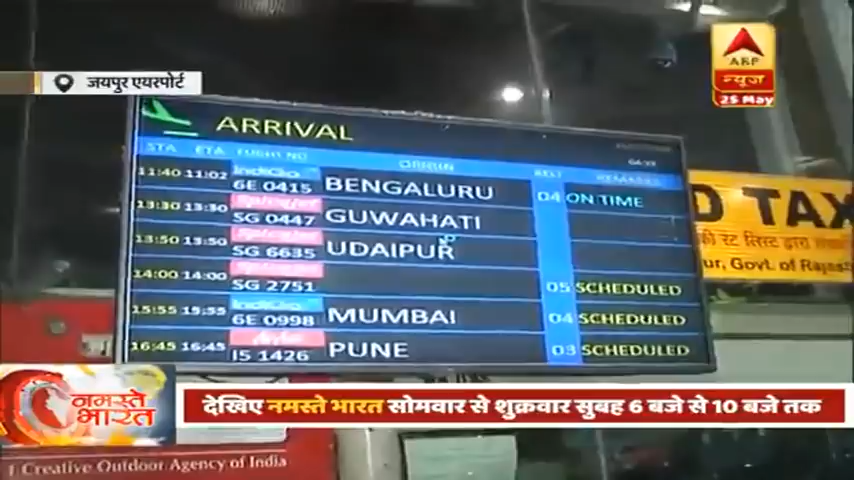 जयपुर एयरपोर्ट
ABP
न्यूज़
25 May
ARRIVAL
STA ETA FLIGHT NO. ORIGIN BELT REMARKS
11:40 11:02 IndiGo 6E 0415 BENGALURU 04 ON TIME
13:30 13:30 SpiceJet SG 0447 GUWAHATI
13:50 13:50 SpiceJet SG 6635 UDAIPUR
14:00 14:00 SpiceJet SG 2751 05 SCHEDULED
15:55 15:55 IndiGo 6E 0998 MUMBAI 04 SCHEDULED
16:45 16:45 I5 1426 PUNE 03 SCHEDULED
D TAX
की रेट लिस्ट द्वारा
Govt. of Rajast
नमस्ते
भारत
देखिए नमस्ते भारत सोमवार से शुक्रवार सुबह 6 बजे से 10 बजे तक
Creative Outdoor Agency of India